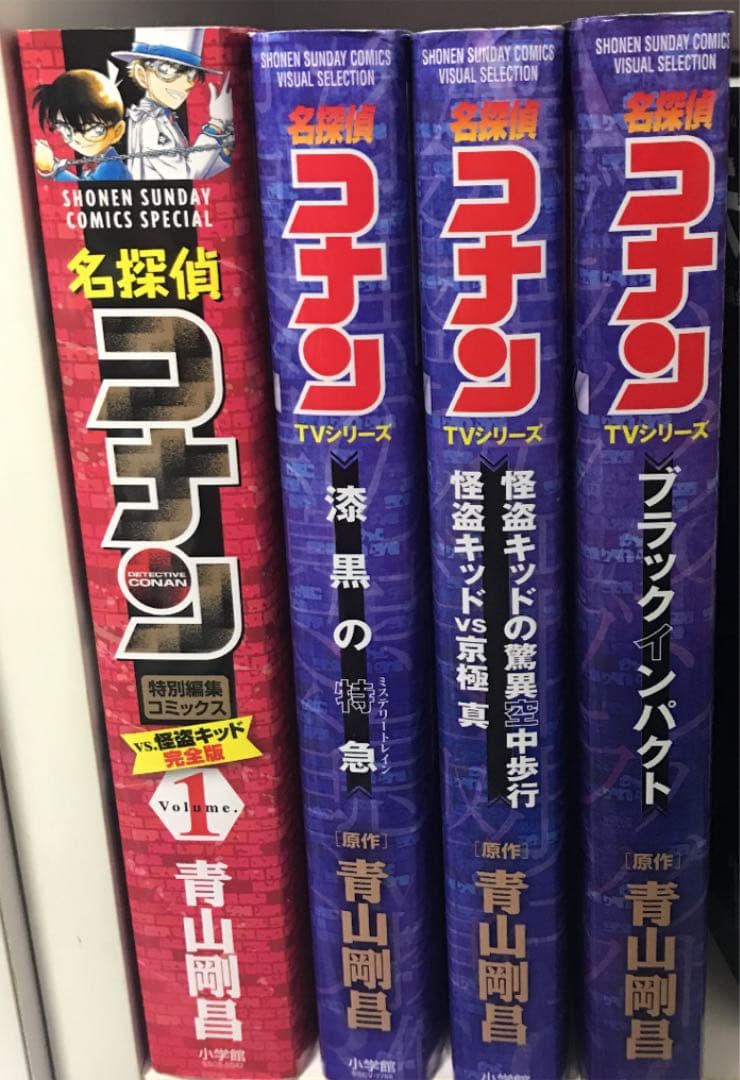 SHONEN SUNDAY
COMICS SPECIAL
名探偵
コナン
DETECTIVE
CONAN
特別編集
コミックス
vs.怪盗キッド
完全版
Volume.
1
青山剛昌
小学館
SHONEN SUNDAY COMICS
VISUAL SELECTION
名探偵
コナン
TVシリーズ
漆黒の特急
ミステリートレイン
[原作]
青山剛昌
小学館
SHONEN SUNDAY COMICS
VISUAL SELECTION
名探偵
コナン
TVシリーズ
怪盗キッドの驚異空中歩行
怪盗キッドvs京極 真
[原作]
青山剛昌
SHONEN SUNDAY COMICS
VISUAL SELECTION
名探偵
コナン
TVシリーズ
ブラックインパクト
[原作]
青山剛昌